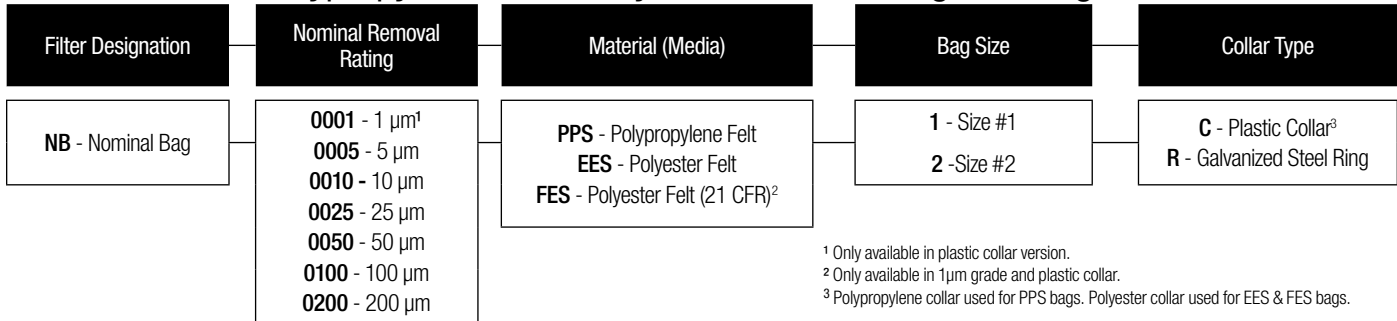 Filter Designation
Nominal Removal
Rating
Material (Media)
Bag Size
Collar Type
NB - Nominal Bag
0001 - 1 µm¹
0005 - 5 µm
0010 - 10 µm
0025 - 25 µm
0050 - 50 µm
0100 - 100 µm
0200 - 200 µm
PPS - Polypropylene Felt
EES - Polyester Felt
FES - Polyester Felt (21 CFR)²
1 - Size #1
2 -Size #2
C - Plastic Collar³
R - Galvanized Steel Ring
¹ Only available in plastic collar version.
² Only available in 1µm grade and plastic collar.
³ Polypropylene collar used for PPS bags. Polyester collar used for EES & FES bags.